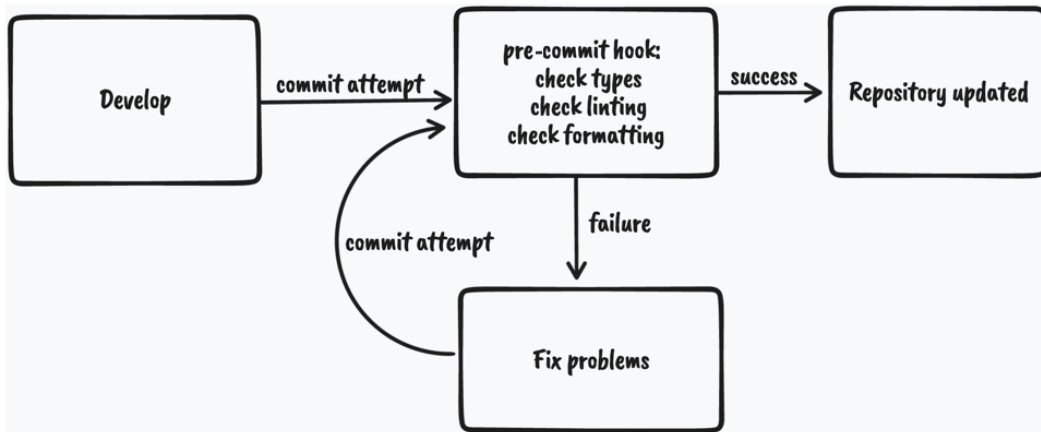 Develop
commit attempt
pre-commit hook:
check types
check linting
check formatting
success
Repository updated
failure
commit attempt
Fix problems